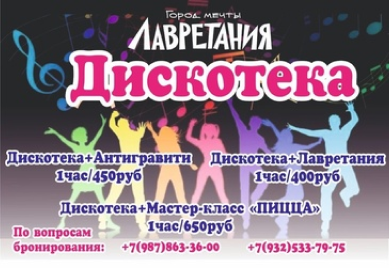 Город мечты
ЛАВРЕТАНИЯ
Дискотека
Дискотека+Антигравити
1час/450руб
Дискотека+Лавретания
1час/400руб
Дискотека+Мастер-класс «ПИЦЦА»
1час/650руб
По вопросам
бронирования: +7(987)863-36-00 +7(932)533-79-75